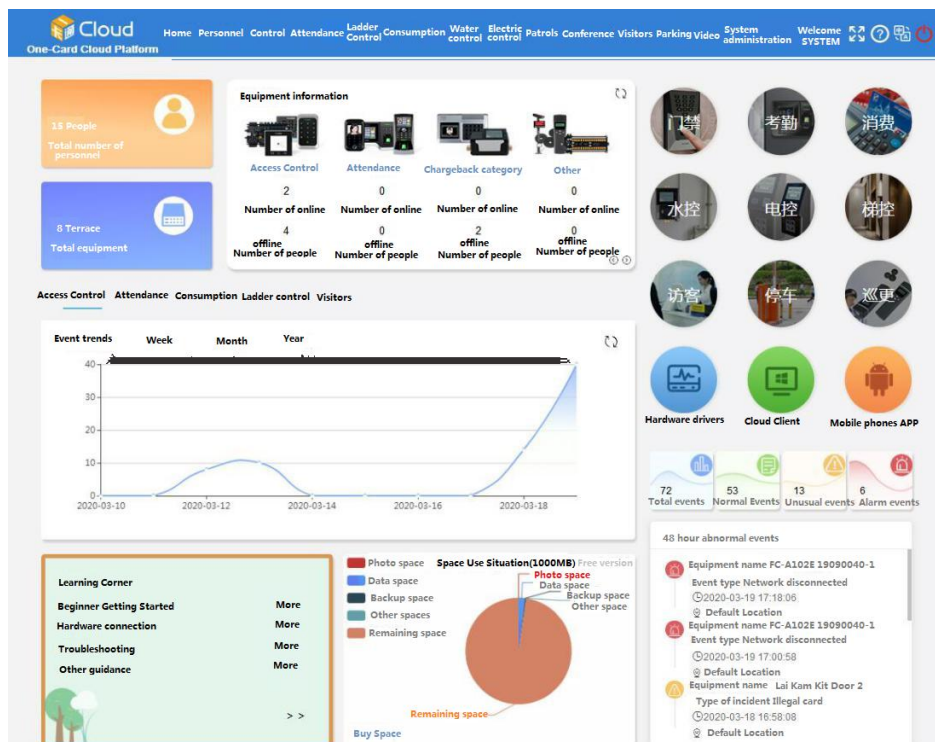 Cloud
One-Card Cloud Platform
Home Personnel Control Attendance Ladder Control Consumption Water control Electric control Patrols Conference Visitors Parking Video System administration Welcome SYSTEM
15 People
Total number of personnel
8 Terrace
Total equipment
Equipment information
Access Control Attendance Chargeback category Other
2 0 0 0
Number of online Number of online Number of online Number of online
4 0 2 0
offline offline offline offline
Number of people Number of people Number of people Number of people
门禁 考勤 消费
水控 电控 梯控
访客 停车 巡更
Hardware drivers Cloud Client Mobile phones APP
Access Control Attendance Consumption Ladder control Visitors
Event trends Week Month Year
40
30
20
10
0
2020-03-10 2020-03-12 2020-03-14 2020-03-16 2020-03-18
72 53 13 6
Total events Normal Events Unusual events Alarm events
48 hour abnormal events
Equipment name FC-A102E 19090040-1
Event type Network disconnected
2020-03-19 17:18:06
Default Location
Equipment name FC-A102E 19090040-1
Event type Network disconnected
2020-03-19 17:00:58
Default Location
Equipment name Lai Kam Kit Door 2
Type of incident Illegal card
2020-03-18 16:58:08
Default Location
Learning Corner
Beginner Getting Started More
Hardware connection More
Troubleshooting More
Other guidance More
> >
Space Use Situation(1000MB) Free version
Photo space
Data space
Backup space
Other spaces
Remaining space
Photo space
Data space
Backup space
Other space
Remaining space
Buy Space